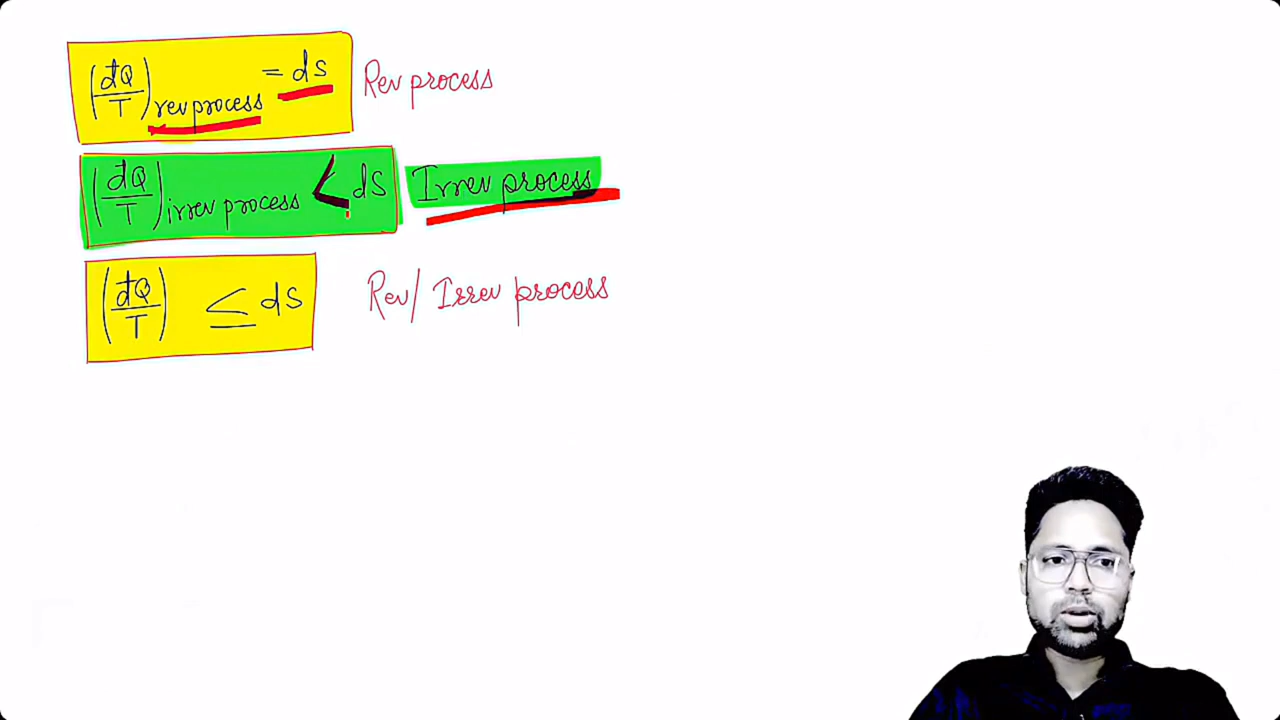 (đQ/T)rev process = dS Rev process
(đQ/T)irrev process < dS Irrev process
(đQ/T) ≤ dS Rev/ Irrev process